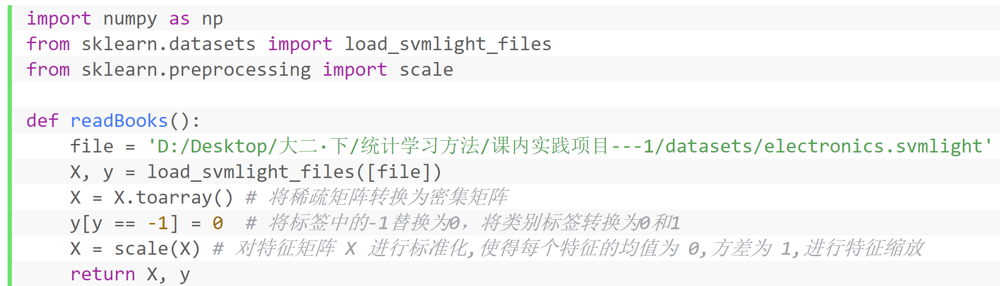 import numpy as np
from sklearn.datasets import load_svmlight_files
from sklearn.preprocessing import scale
def readBooks():
    file = 'D:/Desktop/大二·下/统计学习方法/课内实践项目---1/datasets/electronics.svmlight'
    X, y = load_svmlight_files([file])
    X = X.toarray() # 将稀疏矩阵转换为密集矩阵
    y[y == -1] = 0  # 将标签中的-1替换为0，将类别标签转换为0和1
    X = scale(X) # 对特征矩阵 X 进行标准化,使得每个特征的均值为 0,方差为 1,进行特征缩放
    return X, y